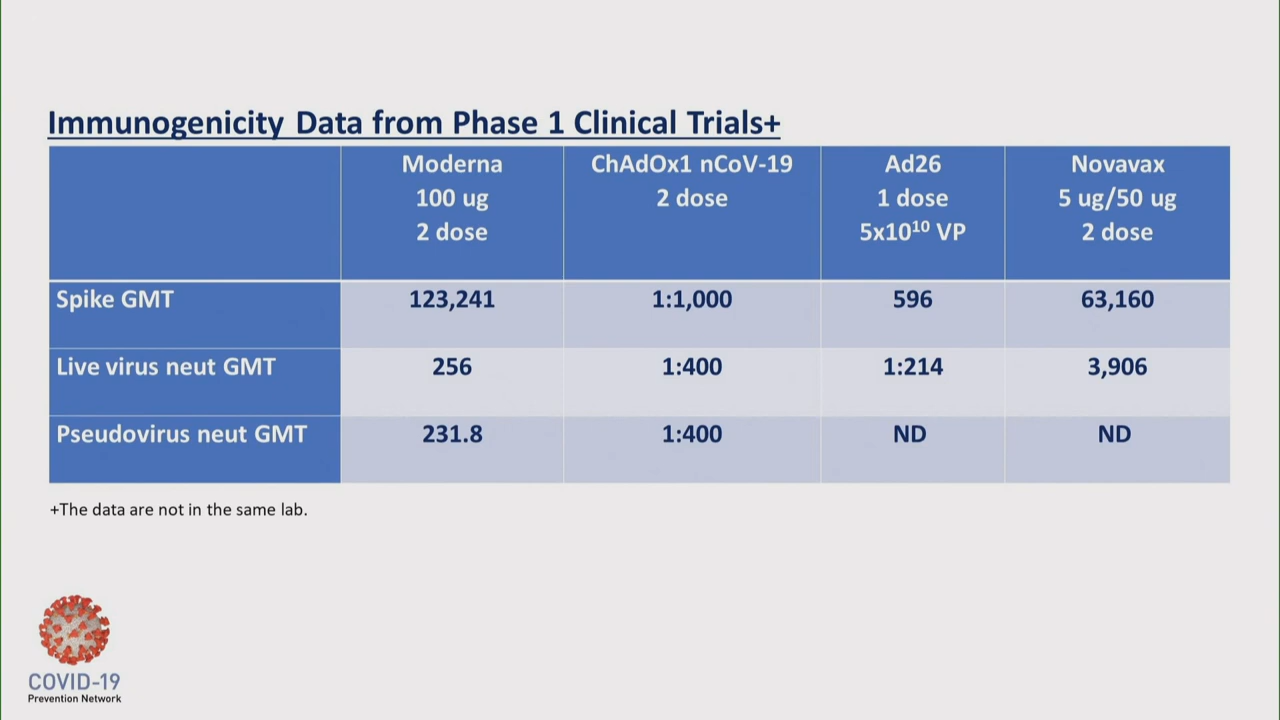 Immunogenicity Data from Phase 1 Clinical Trials+
Moderna ChAdOx1 nCoV-19 Ad26 Novavax
100 ug 2 dose 1 dose 5 ug/50 ug
2 dose 5x10¹⁰ VP 2 dose
Spike GMT 123,241 1:1,000 596 63,160
Live virus neut GMT 256 1:400 1:214 3,906
Pseudovirus neut GMT 231.8 1:400 ND ND
+The data are not in the same lab.
COVID-19
Prevention Network